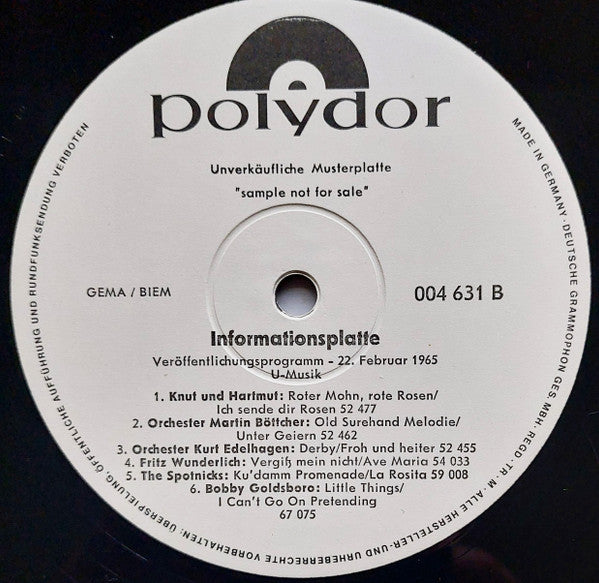 polydor
Unverkäufliche Musterplatte
"sample not for sale"
GEMA / BIEM
004 631 B
Informationsplatte
Veröffentlichungsprogramm - 22. Februar 1965
U-Musik
1. Knut und Hartmut: Roter Mohn, rote Rosen/
Ich sende dir Rosen 52 477
2. Orchester Martin Böttcher: Old Surehand Melodie/
Unter Geiern 52 462
3. Orchester Kurt Edelhagen: Derby/Froh und heiter 52 455
4. Fritz Wunderlich: Vergiß mein nicht/Ave Maria 54 033
5. The Spotnicks: Ku'damm Promenade/La Rosita 59 008
6. Bobby Goldsboro: Little Things/
I Can't Go On Pretending
67 075
MADE IN GERMANY · DEUTSCHE GRAMMOPHON GES. MBH · REGD · TR · M · ALLE HERSTELLER-UND URHEBERRECHTE VORBEHALTEN: ÜBERSPIELUNG, ÖFFENTLICHE AUFFÜHRUNG UND RUNDFUNKSENDUNG VERBOTEN